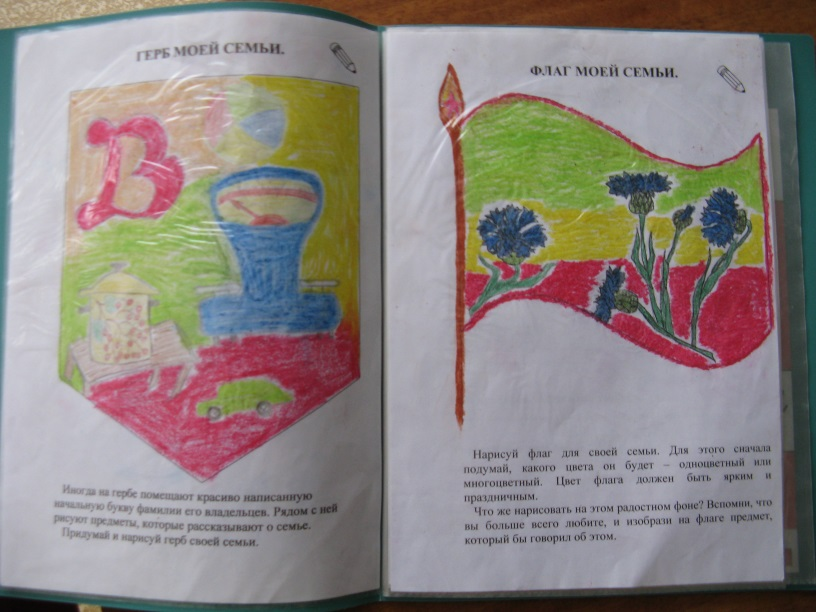 ГЕРБ МОЕЙ СЕМЬИ.
В
Иногда на гербе помещают красиво написанную
начальную букву фамилии его владельцев. Рядом с ней
рисуют предметы, которые рассказывают о семье.
Придумай и нарисуй герб своей семьи.
ФЛАГ МОЕЙ СЕМЬИ.
Нарисуй флаг для своей семьи. Для этого сначала
подумай, какого цвета он будет – одноцветный или
многоцветный. Цвет флага должен быть ярким и
праздничным.
Что же нарисовать на этом радостном фоне? Вспомни, что
вы больше всего любите, и изобрази на флаге предмет,
который бы говорил об этом.